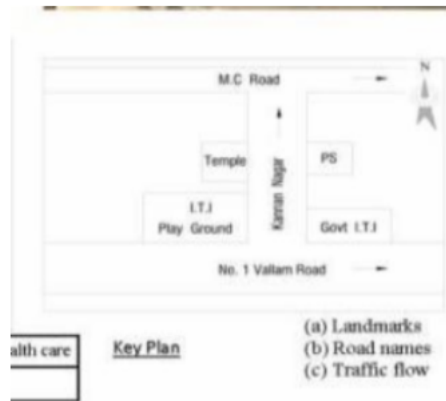 N
M.C Road
Temple
PS
Kannan Nagar
I.T.I
Play Ground
Govt I.T.I
No. 1 Vallam Road
alth care
Key Plan
(a) Landmarks
(b) Road names
(c) Traffic flow